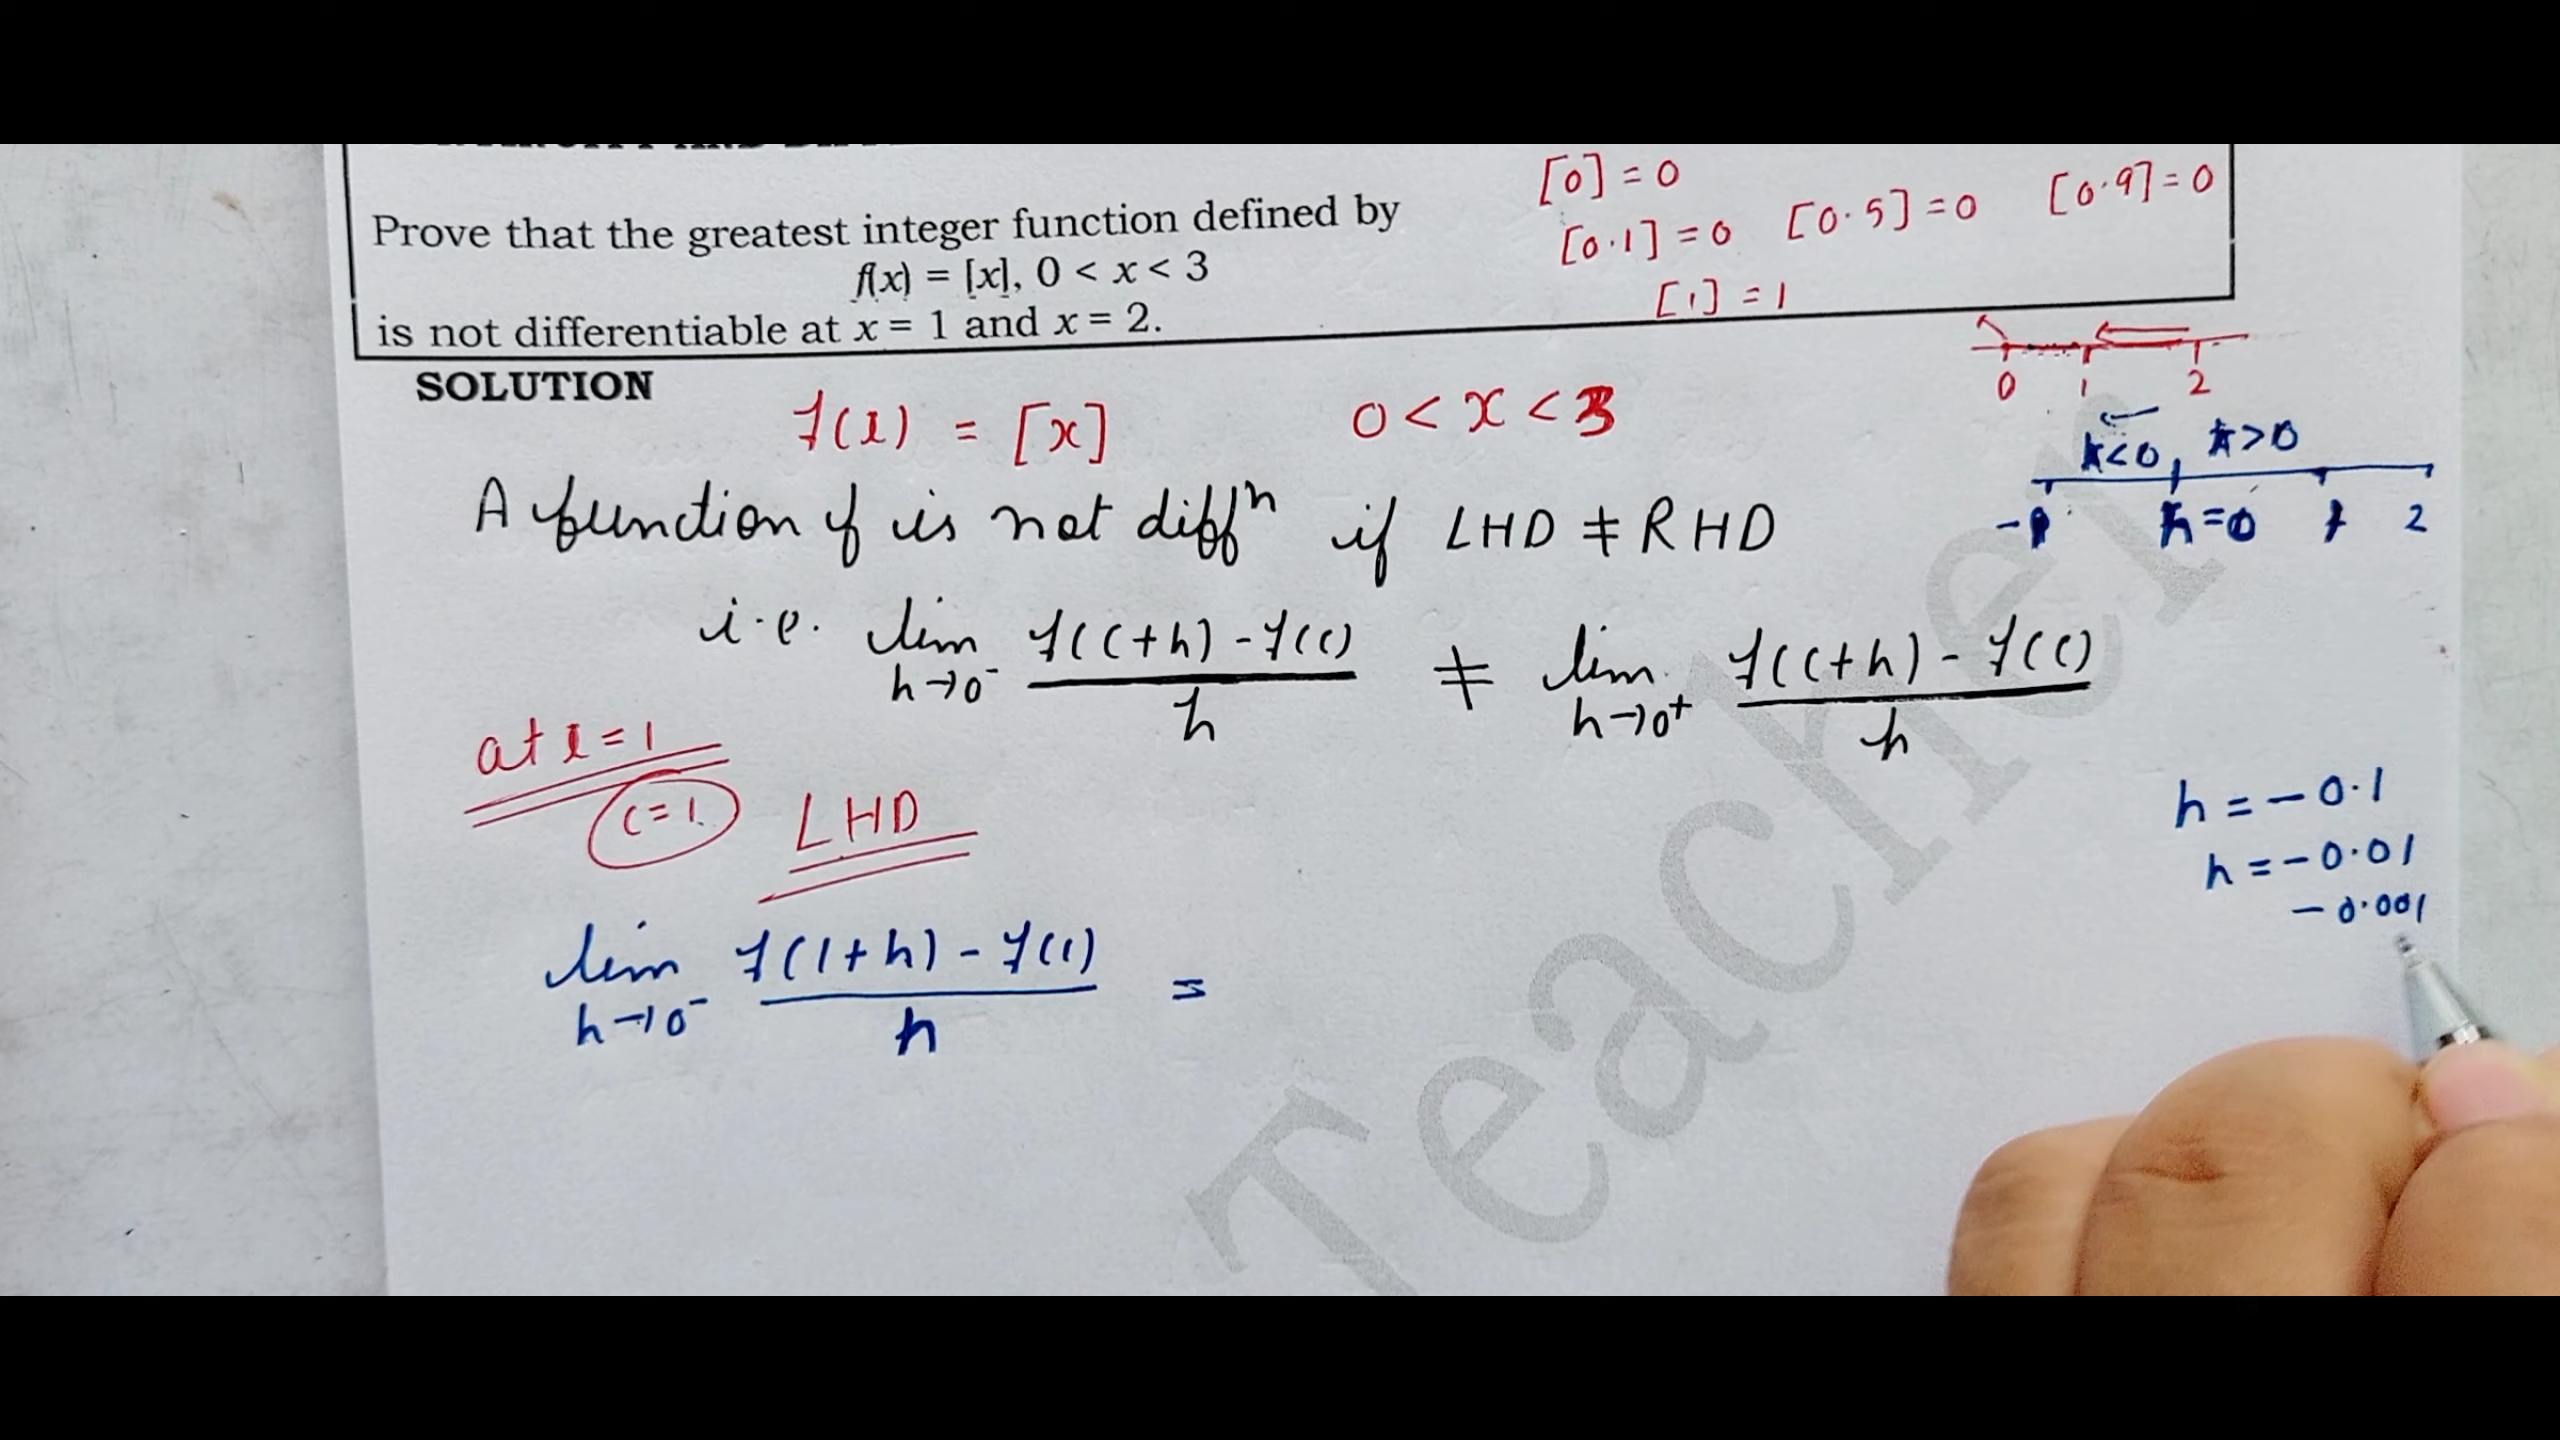 Prove that the greatest integer function defined by
f(x) = [x], 0 < x < 3
is not differentiable at x = 1 and x = 2.
[0] = 0
[0.1] = 0 [0.5] = 0 [0.9] = 0
[1] = 1
0 1 2
SOLUTION
f(x) = [x] 0 < x < 3
h<0, h>0
-1 h=0 1 2
A function f is not diffⁿ if LHD ≠ RHD
i.e. lim h→0⁻ f(c+h) - f(c) / h ≠ lim h→0⁺ f(c+h) - f(c) / h
at x = 1
c = 1 LHD
h = -0.1
h = -0.01
-0.001
lim h→0⁻ f(1+h) - f(1) / h =
Teacher